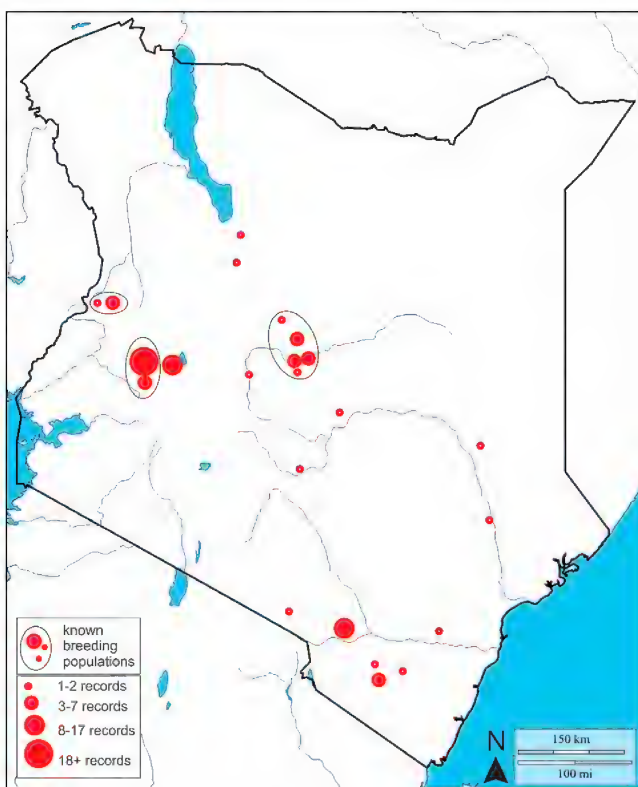 known
breeding
populations
1-2 records
3-7 records
8-17 records
18+ records
N
150 km
100 mi